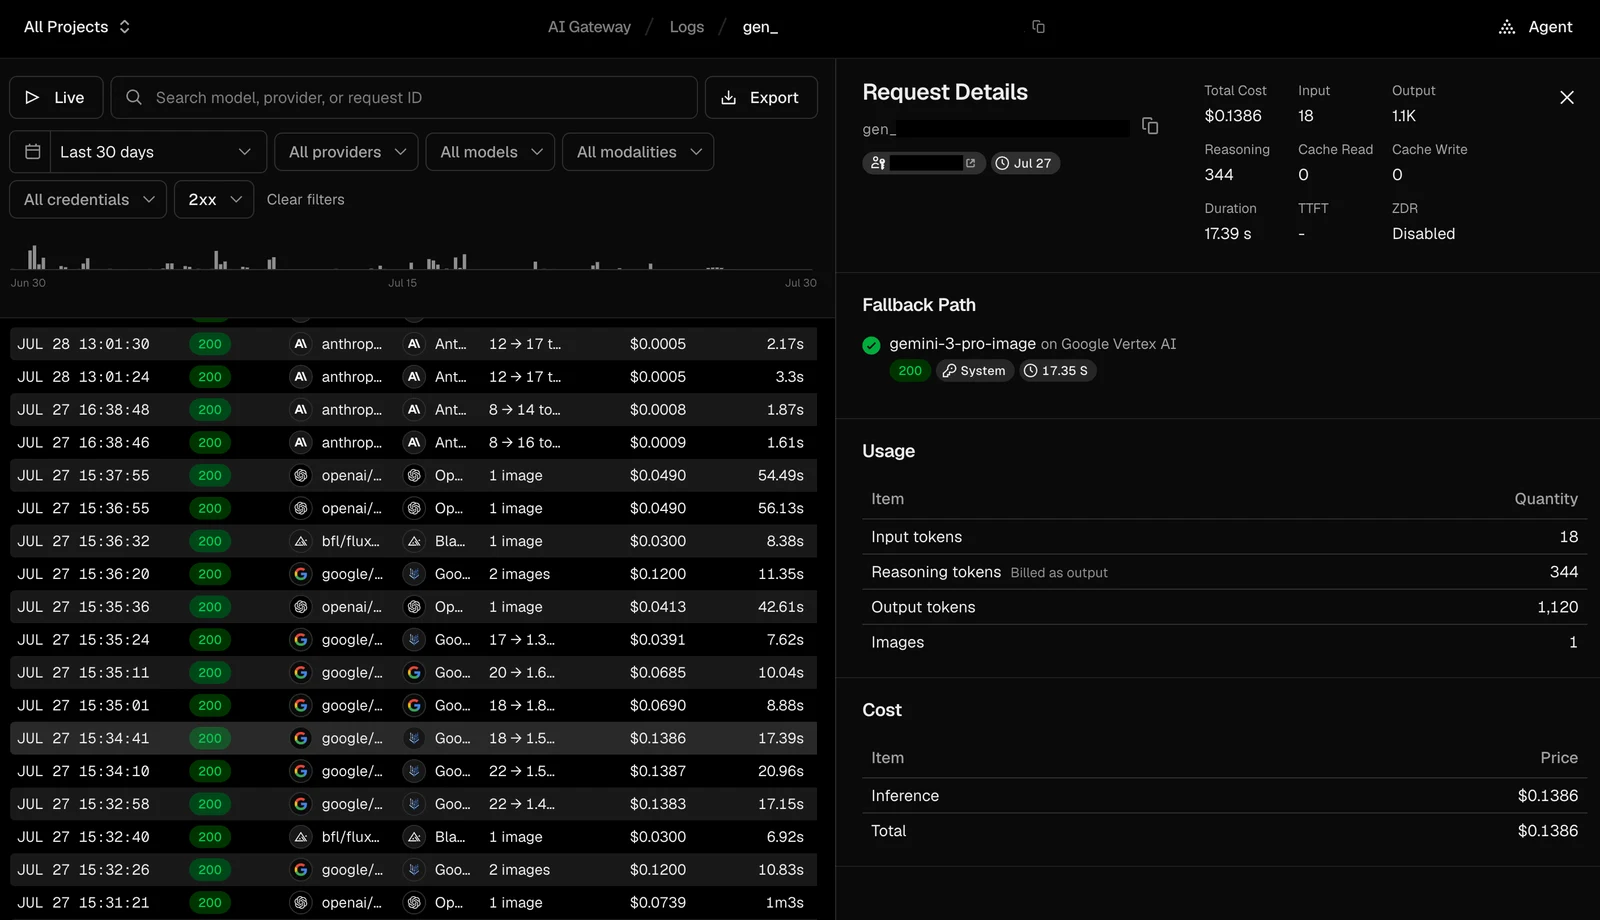 All Projects
AI Gateway / Logs / gen_
Agent
Live
Search model, provider, or request ID
Export
Last 30 days
All providers
All models
All modalities
All credentials
2xx
Clear filters
Jun 30
Jul 15
Jul 30
JUL 28 13:01:30 200 anthrop... Ant... 12 → 17 t... $0.0005 2.17s
JUL 28 13:01:24 200 anthrop... Ant... 12 → 17 t... $0.0005 3.3s
JUL 27 16:38:48 200 anthrop... Ant... 8 → 14 to... $0.0008 1.87s
JUL 27 16:38:46 200 anthrop... Ant... 8 → 16 to... $0.0009 1.61s
JUL 27 15:37:55 200 openai/... Op... 1 image $0.0490 54.49s
JUL 27 15:36:55 200 openai/... Op... 1 image $0.0490 56.13s
JUL 27 15:36:32 200 bfl/flux... Bla... 1 image $0.0300 8.38s
JUL 27 15:36:20 200 google/... Goo... 2 images $0.1200 11.35s
JUL 27 15:35:36 200 openai/... Op... 1 image $0.0413 42.61s
JUL 27 15:35:24 200 google/... Goo... 17 → 1.3... $0.0391 7.62s
JUL 27 15:35:11 200 google/... Goo... 20 → 1.6... $0.0685 10.04s
JUL 27 15:35:01 200 google/... Goo... 18 → 1.8... $0.0690 8.88s
JUL 27 15:34:41 200 google/... Goo... 18 → 1.5... $0.1386 17.39s
JUL 27 15:34:10 200 google/... Goo... 22 → 1.5... $0.1387 20.96s
JUL 27 15:32:58 200 google/... Goo... 22 → 1.4... $0.1383 17.15s
JUL 27 15:32:40 200 bfl/flux... Bla... 1 image $0.0300 6.92s
JUL 27 15:32:26 200 google/... Goo... 2 images $0.1200 10.83s
JUL 27 15:31:21 200 openai/... Op... 1 image $0.0739 1m3s
Request Details
gen_
Jul 27
Total Cost Input Output
$0.1386 18 1.1K
Reasoning Cache Read Cache Write
344 0 0
Duration TTFT ZDR
17.39 s - Disabled
Fallback Path
gemini-3-pro-image on Google Vertex AI
200 System 17.35 S
Usage
Item Quantity
Input tokens 18
Reasoning tokens Billed as output 344
Output tokens 1,120
Images 1
Cost
Item Price
Inference $0.1386
Total $0.1386